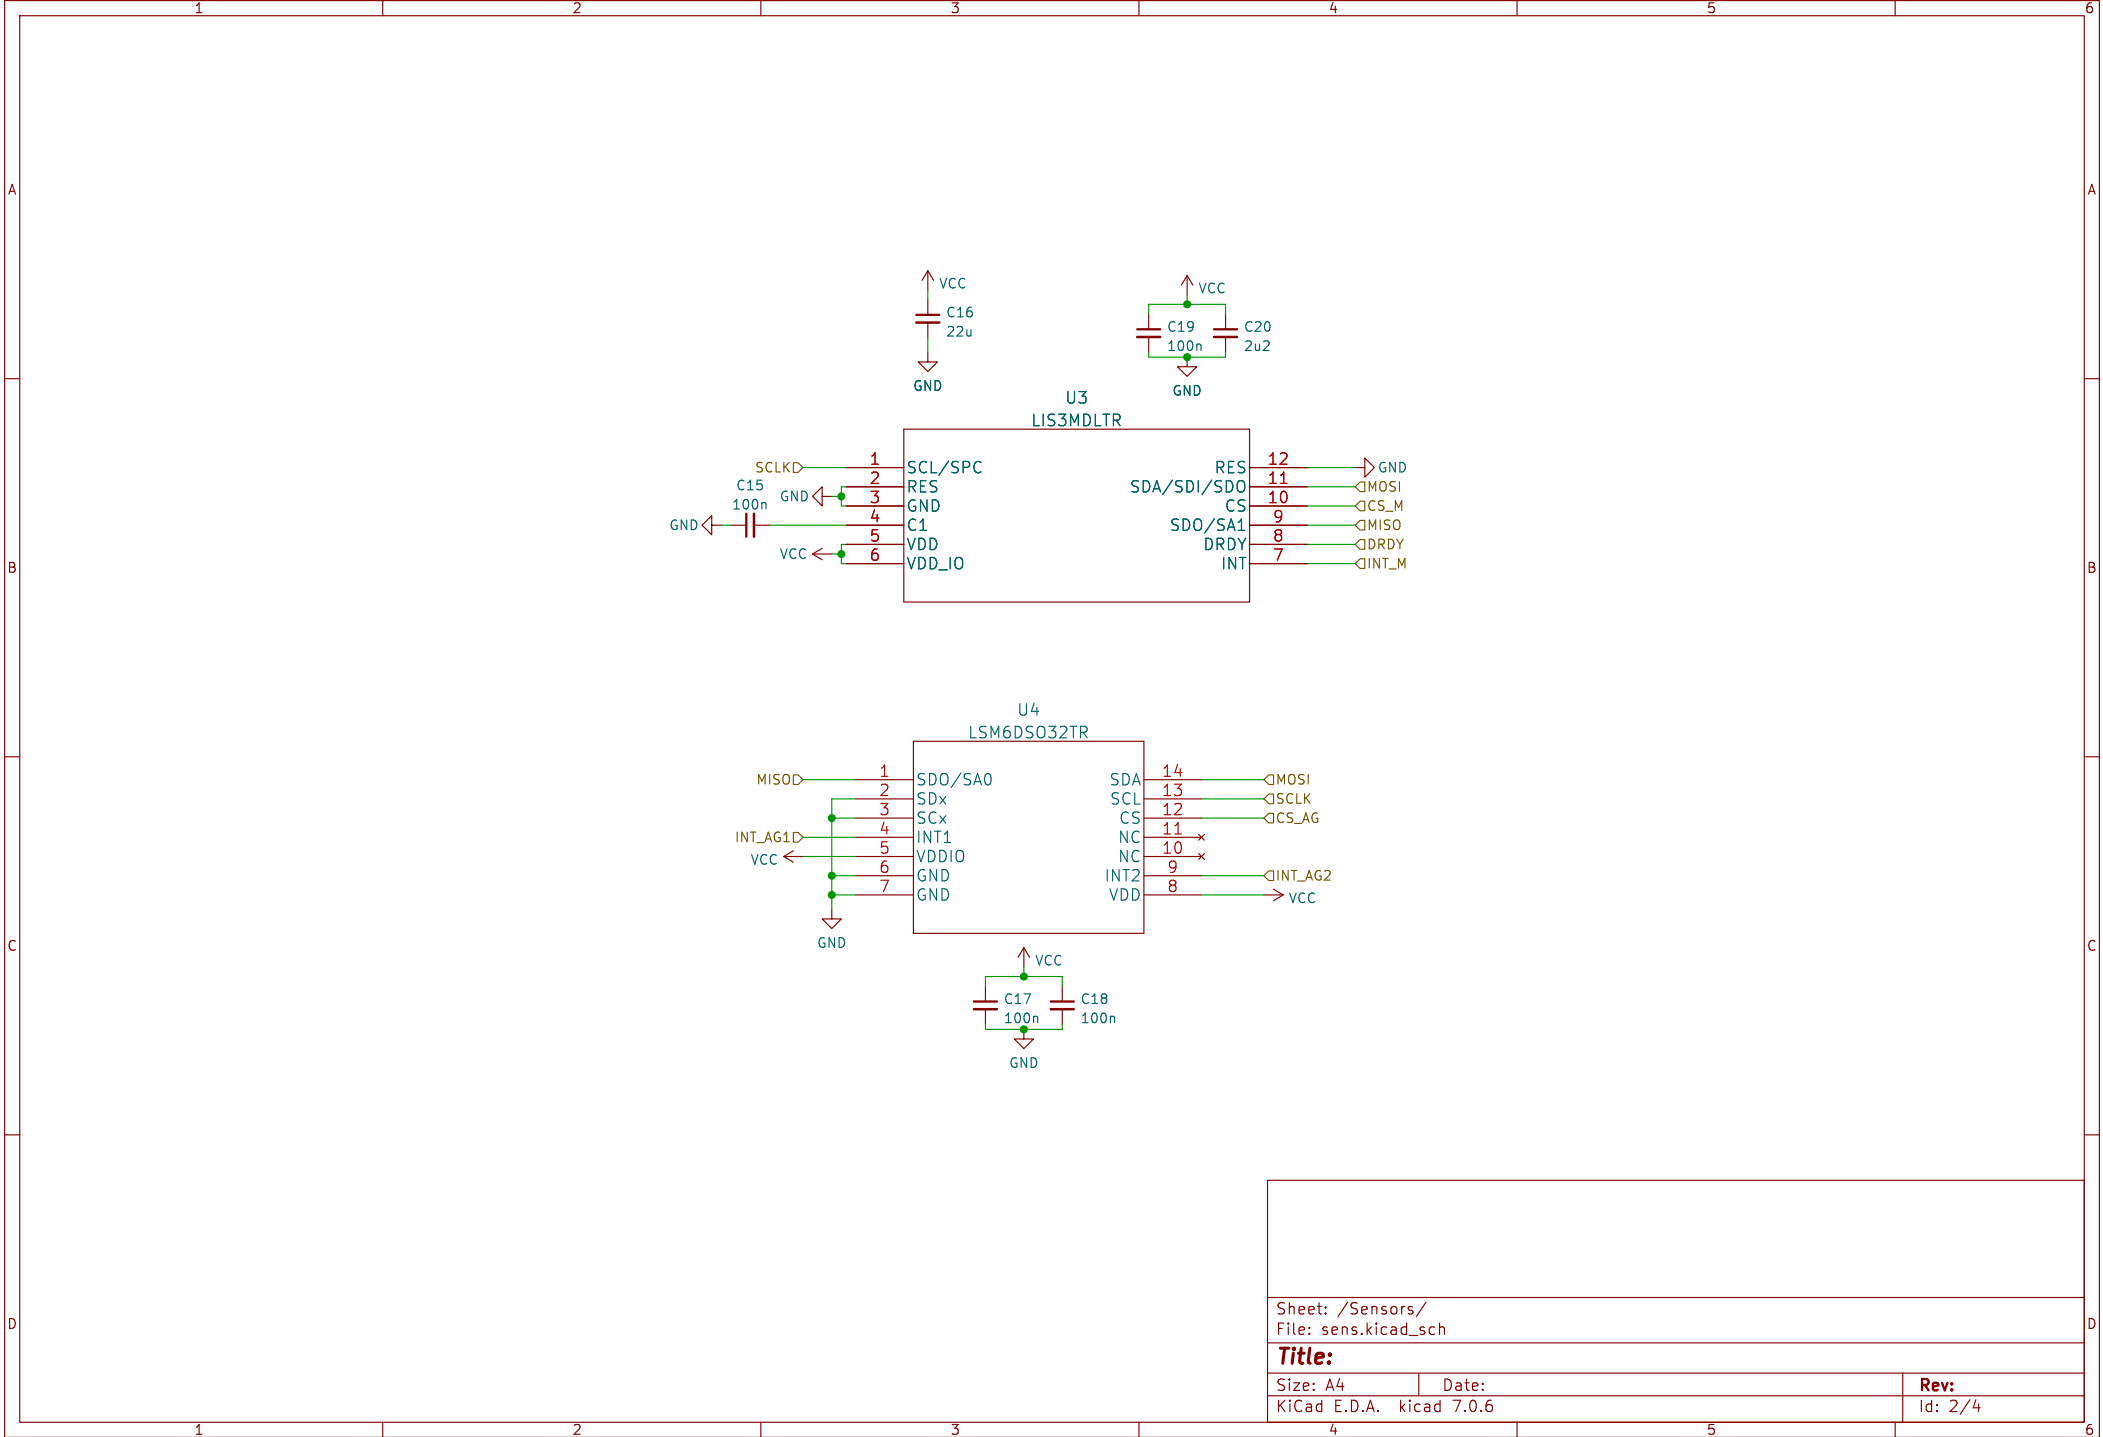 1 2 3 4 5 6
A A
VCC
C16
22u
GND
VCC
C19
100n
C20
2u2
GND
U3
LIS3MDLTR
SCLK 1 SCL/SPC
2 RES
GND
3 GND
C15
100n
GND 4 C1
5 VDD
VCC
6 VDD_IO
RES 12 GND
SDA/SDI/SDO 11 MOSI
CS 10 CS_M
SDO/SA1 9 MISO
DRDY 8 DRDY
INT 7 INT_M
B B
U4
LSM6DSO32TR
MISO 1 SDO/SA0
2 SDx
3 SCx
INT_AG1 4 INT1
VCC 5 VDDIO
6 GND
7 GND
GND
SDA 14 MOSI
SCL 13 SCLK
CS 12 CS_AG
NC 11
NC 10
INT2 9 INT_AG2
VDD 8 VCC
C C
VCC
C17
100n
C18
100n
GND
D D
Sheet: /Sensors/
File: sens.kicad_sch
Title:
Size: A4 Date: Rev:
KiCad E.D.A. kicad 7.0.6 Id: 2/4
1 2 3 4 5 6